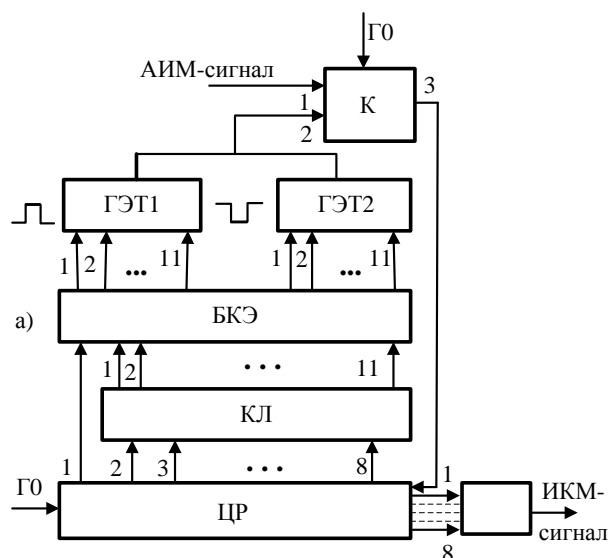 Г0
АИМ-сигнал
К
3
1
2
ГЭТ1
ГЭТ2
1 2 ... 11
1 2 ... 11
а)
БКЭ
1 2 ... 11
КЛ
1 2 3 ... 8
Г0
ЦР
1
8
ИКМ-
сигнал